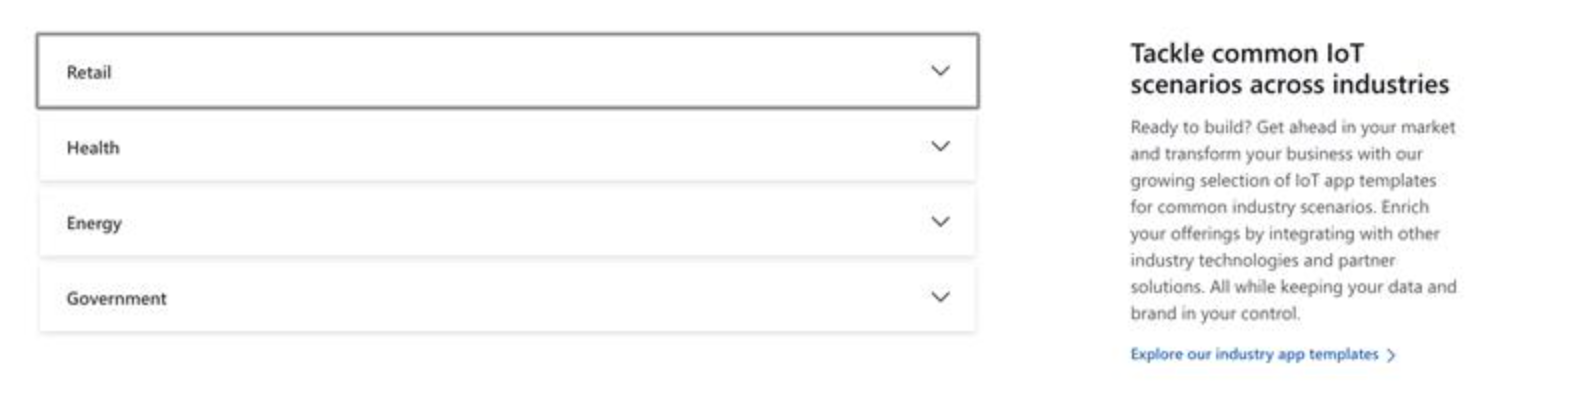 Retail
Health
Energy
Government
Tackle common IoT
scenarios across industries
Ready to build? Get ahead in your market
and transform your business with our
growing selection of IoT app templates
for common industry scenarios. Enrich
your offerings by integrating with other
industry technologies and partner
solutions. All while keeping your data and
brand in your control.
Explore our industry app templates